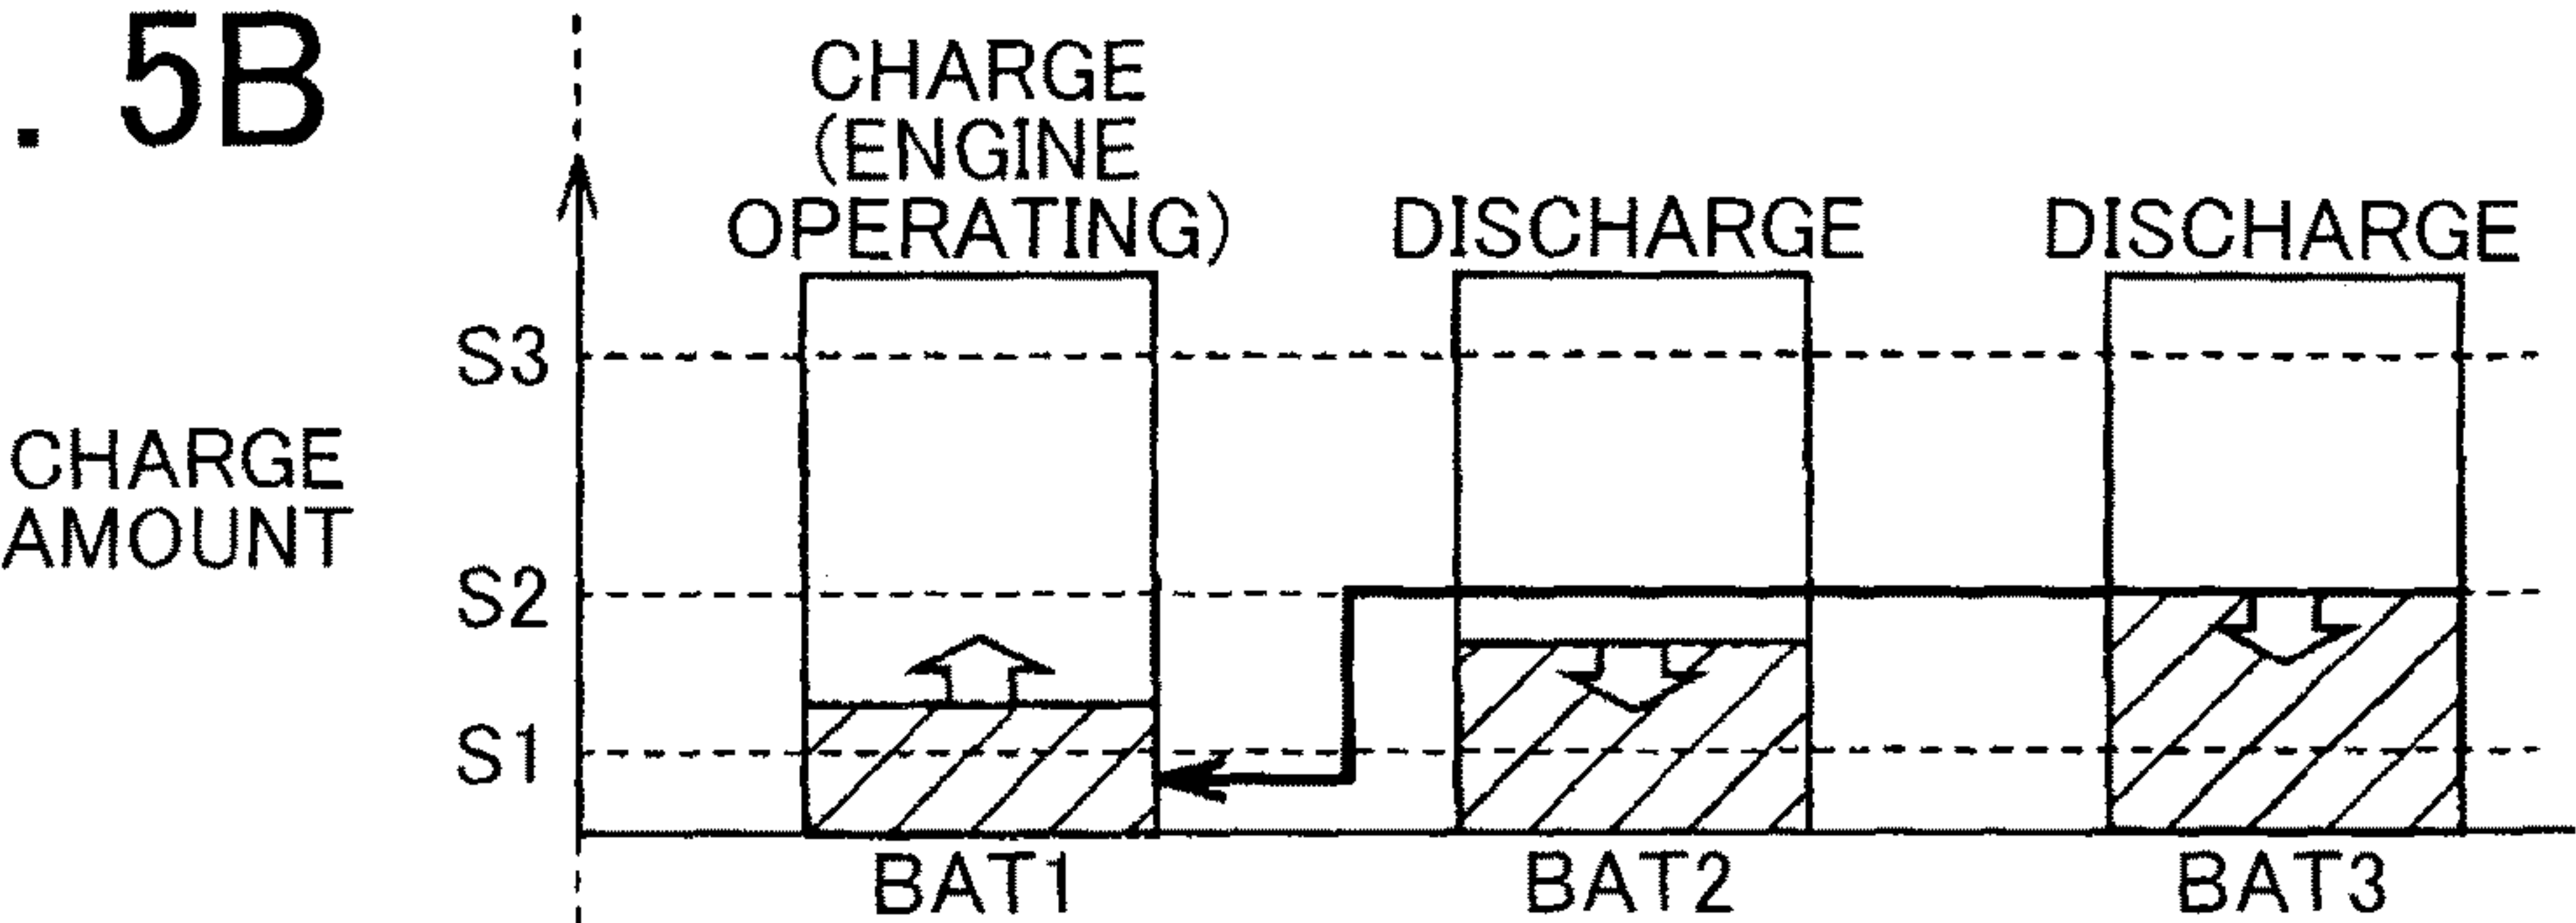 . 5B
CHARGE
(ENGINE
OPERATING)
DISCHARGE
DISCHARGE
S3
CHARGE
AMOUNT
S2
S1
BAT1
BAT2
BAT3